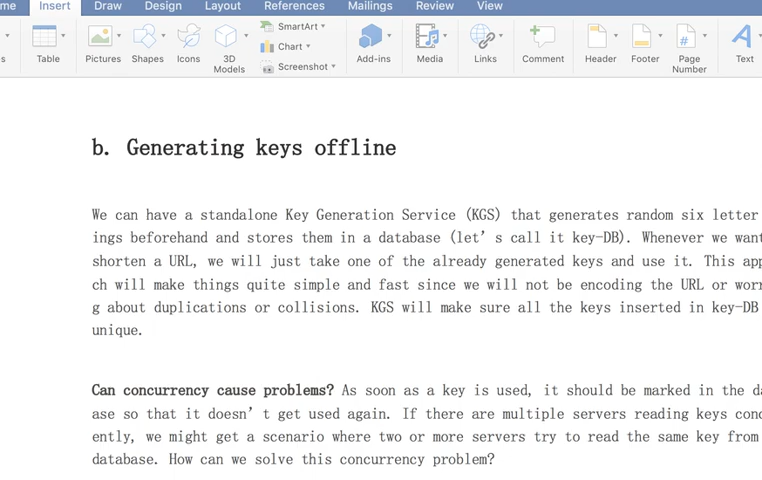 Insert Draw Design Layout References Mailings Review View
SmartArt
Chart
Screenshot
Table Pictures Shapes Icons 3D Models Add-ins Media Links Comment Header Footer Page Number Text
b. Generating keys offline
We can have a standalone Key Generation Service (KGS) that generates random six letter
ings beforehand and stores them in a database (let’s call it key-DB). Whenever we want
shorten a URL, we will just take one of the already generated keys and use it. This app
ch will make things quite simple and fast since we will not be encoding the URL or worr
g about duplications or collisions. KGS will make sure all the keys inserted in key-DB
unique.
Can concurrency cause problems? As soon as a key is used, it should be marked in the da
ase so that it doesn’t get used again. If there are multiple servers reading keys conc
ently, we might get a scenario where two or more servers try to read the same key from
database. How can we solve this concurrency problem?